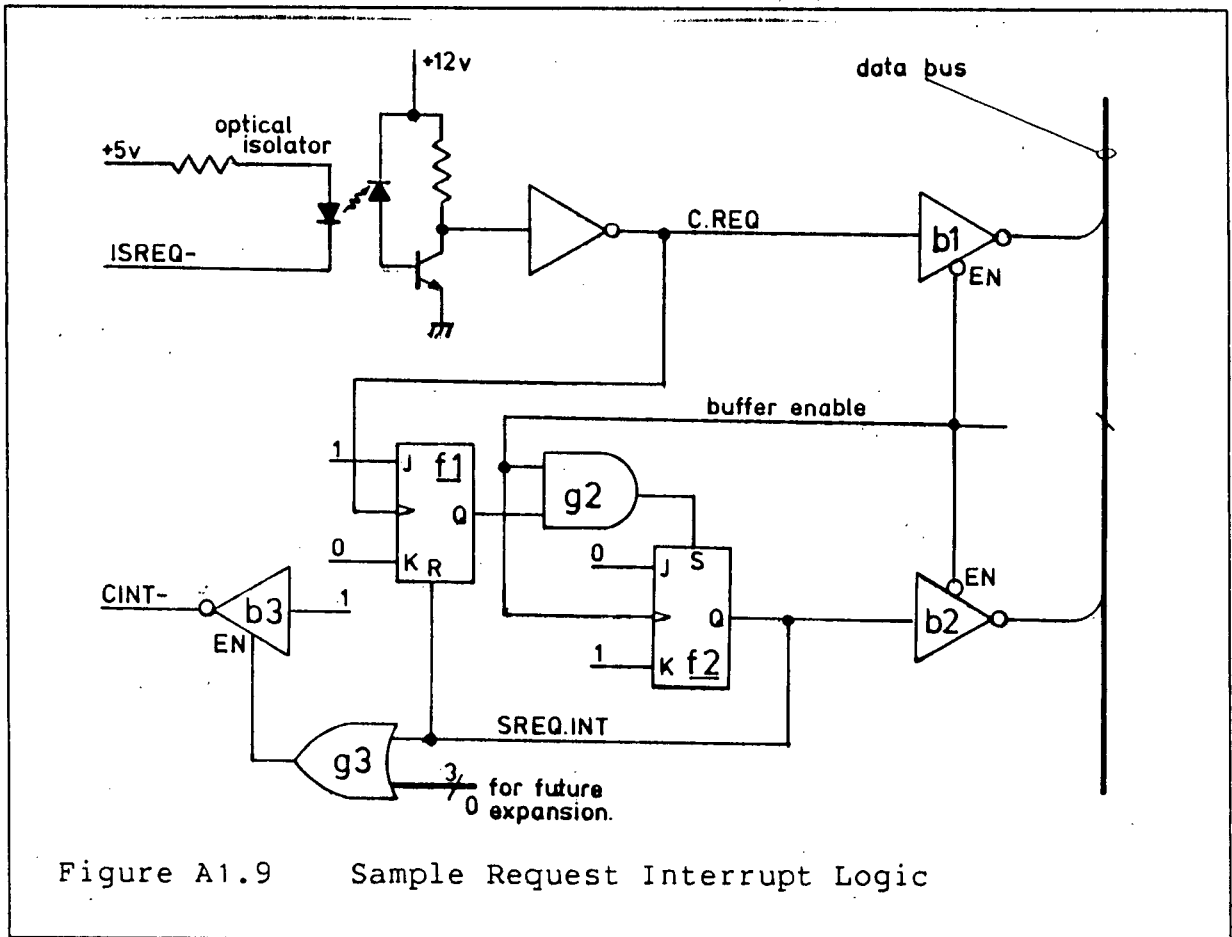 +12v
data bus
optical
isolator
+5v
ISREQ-
C.REQ
b1
EN
buffer enable
1
J
f1
Q
0
K
R
g2
0
J
S
Q
1
K
f2
EN
b2
CINT-
b3
1
EN
SREQ.INT
g3
3/
0
for future
expansion.
Figure A1.9 Sample Request Interrupt Logic